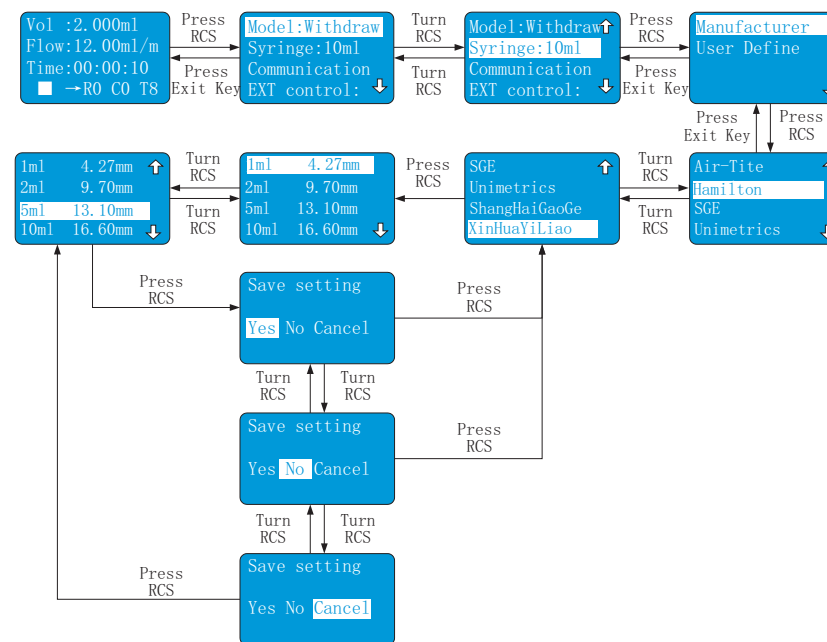 Vol :2.000ml
Flow:12.00ml/m
Time:00:00:10
→R0 C0 T8
Press
RCS
Press
Exit Key
Model:Withdraw
Syringe:10ml
Communication
EXT control:
Turn
RCS
Turn
RCS
Model:Withdraw
Syringe:10ml
Communication
EXT control:
Press
RCS
Press
Exit Key
Manufacturer
User Define
Press
Exit Key
Press
RCS
1ml 4.27mm
2ml 9.70mm
5ml 13.10mm
10ml 16.60mm
Turn
RCS
Turn
RCS
1ml 4.27mm
2ml 9.70mm
5ml 13.10mm
10ml 16.60mm
Press
RCS
SGE
Unimetrics
ShangHaiGaoGe
XinHuaYiLiao
Turn
RCS
Turn
RCS
Air-Tite
Hamilton
SGE
Unimetrics
Press
RCS
Save setting
Yes No Cancel
Press
RCS
Turn
RCS
Turn
RCS
Save setting
Yes No Cancel
Press
RCS
Turn
RCS
Turn
RCS
Press
RCS
Save setting
Yes No Cancel